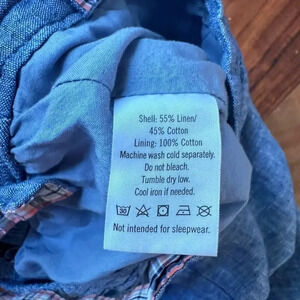 Shell: 55% Linen/
45% Cotton
Lining: 100% Cotton
Machine wash cold separately.
Do not bleach.
Tumble dry low.
Cool iron if needed.
30
Not intended for sleepwear.